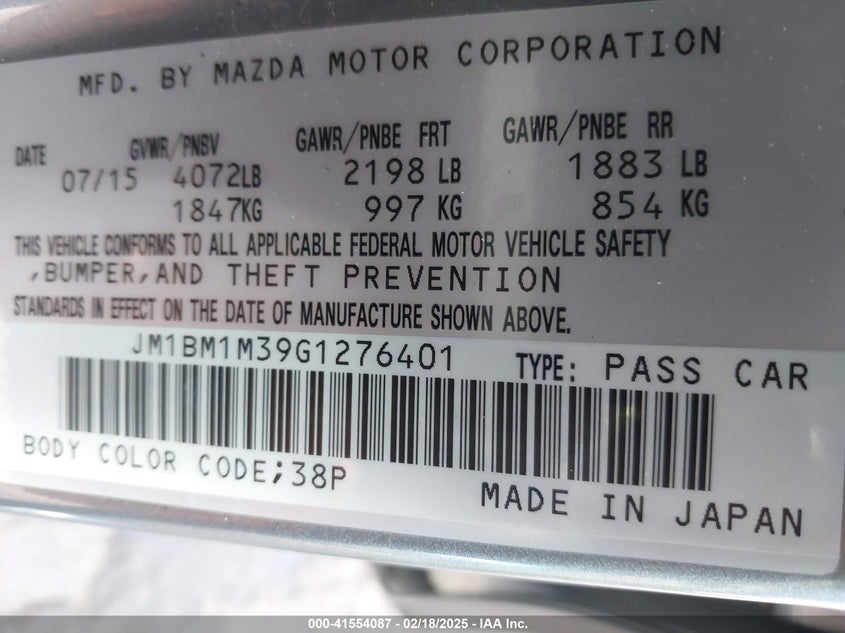 MFD. BY MAZDA MOTOR CORPORATION
DATE GVWR/PNBV GAWR/PNBE FRT GAWR/PNBE RR
07/15 4072LB 2198 LB 1883 LB
1847KG 997 KG 854 KG
THIS VEHICLE CONFORMS TO ALL APPLICABLE FEDERAL MOTOR VEHICLE SAFETY
,BUMPER,AND THEFT PREVENTION
STANDARDS IN EFFECT ON THE DATE OF MANUFACTURE SHOWN ABOVE.
JM1BM1M39G1276401 TYPE: PASS CAR
BODY COLOR CODE;38P
MADE IN JAPAN
000-41554087 - 02/18/2025 - IAA Inc.